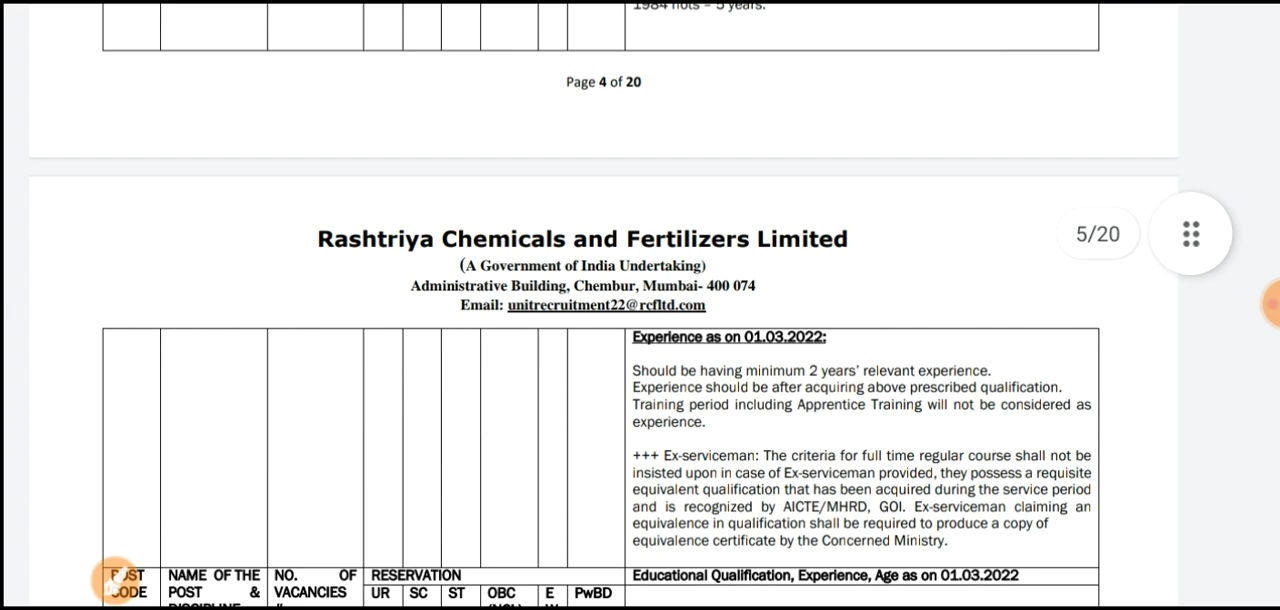 1984 hots – 5 years.
Page 4 of 20
Rashtriya Chemicals and Fertilizers Limited
5/20
(A Government of India Undertaking)
Administrative Building, Chembur, Mumbai- 400 074
Email: unitrecruitment22@rcfltd.com
Experience as on 01.03.2022:
Should be having minimum 2 years' relevant experience.
Experience should be after acquiring above prescribed qualification.
Training period including Apprentice Training will not be considered as
experience.
+++ Ex-serviceman: The criteria for full time regular course shall not be
insisted upon in case of Ex-serviceman provided, they possess a requisite
equivalent qualification that has been acquired during the service period
and is recognized by AICTE/MHRD, GOI. Ex-serviceman claiming an
equivalence in qualification shall be required to produce a copy of
equivalence certificate by the Concerned Ministry.
POST NAME OF THE NO. OF RESERVATION Educational Qualification, Experience, Age as on 01.03.2022
CODE POST & VACANCIES UR SC ST OBC E PwBD